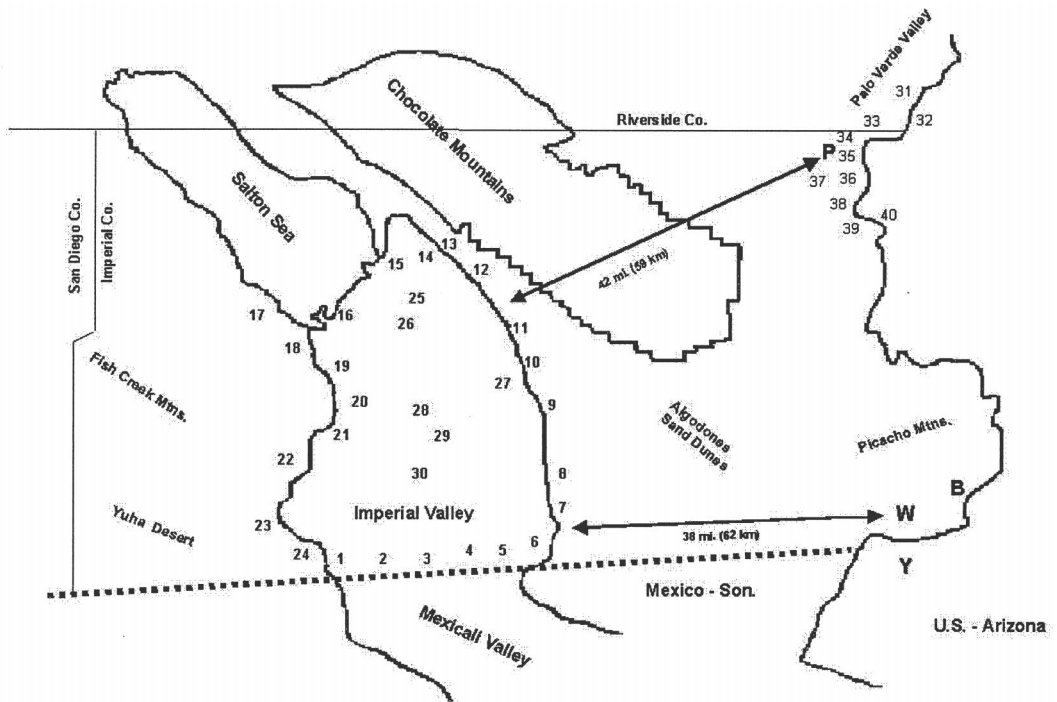 Palo Verde Valley
31
Riverside Co.
33
32
34
P
35
37
36
38
40
39
Chocolate Mountains
Salton Sea
San Diego Co.
Imperial Co.
42 mi. (59 km)
13
14
15
12
25
17
16
26
11
18
10
19
27
Fish Creek Mtns.
20
28
9
Algodones
Sand Dunes
21
29
Picacho Mtns.
22
30
8
B
7
Imperial Valley
W
Yuha Desert
23
6
38 mi. (62 km)
24
1
2
3
4
5
Y
Mexico - Son.
Mexicali Valley
U.S. - Arizona